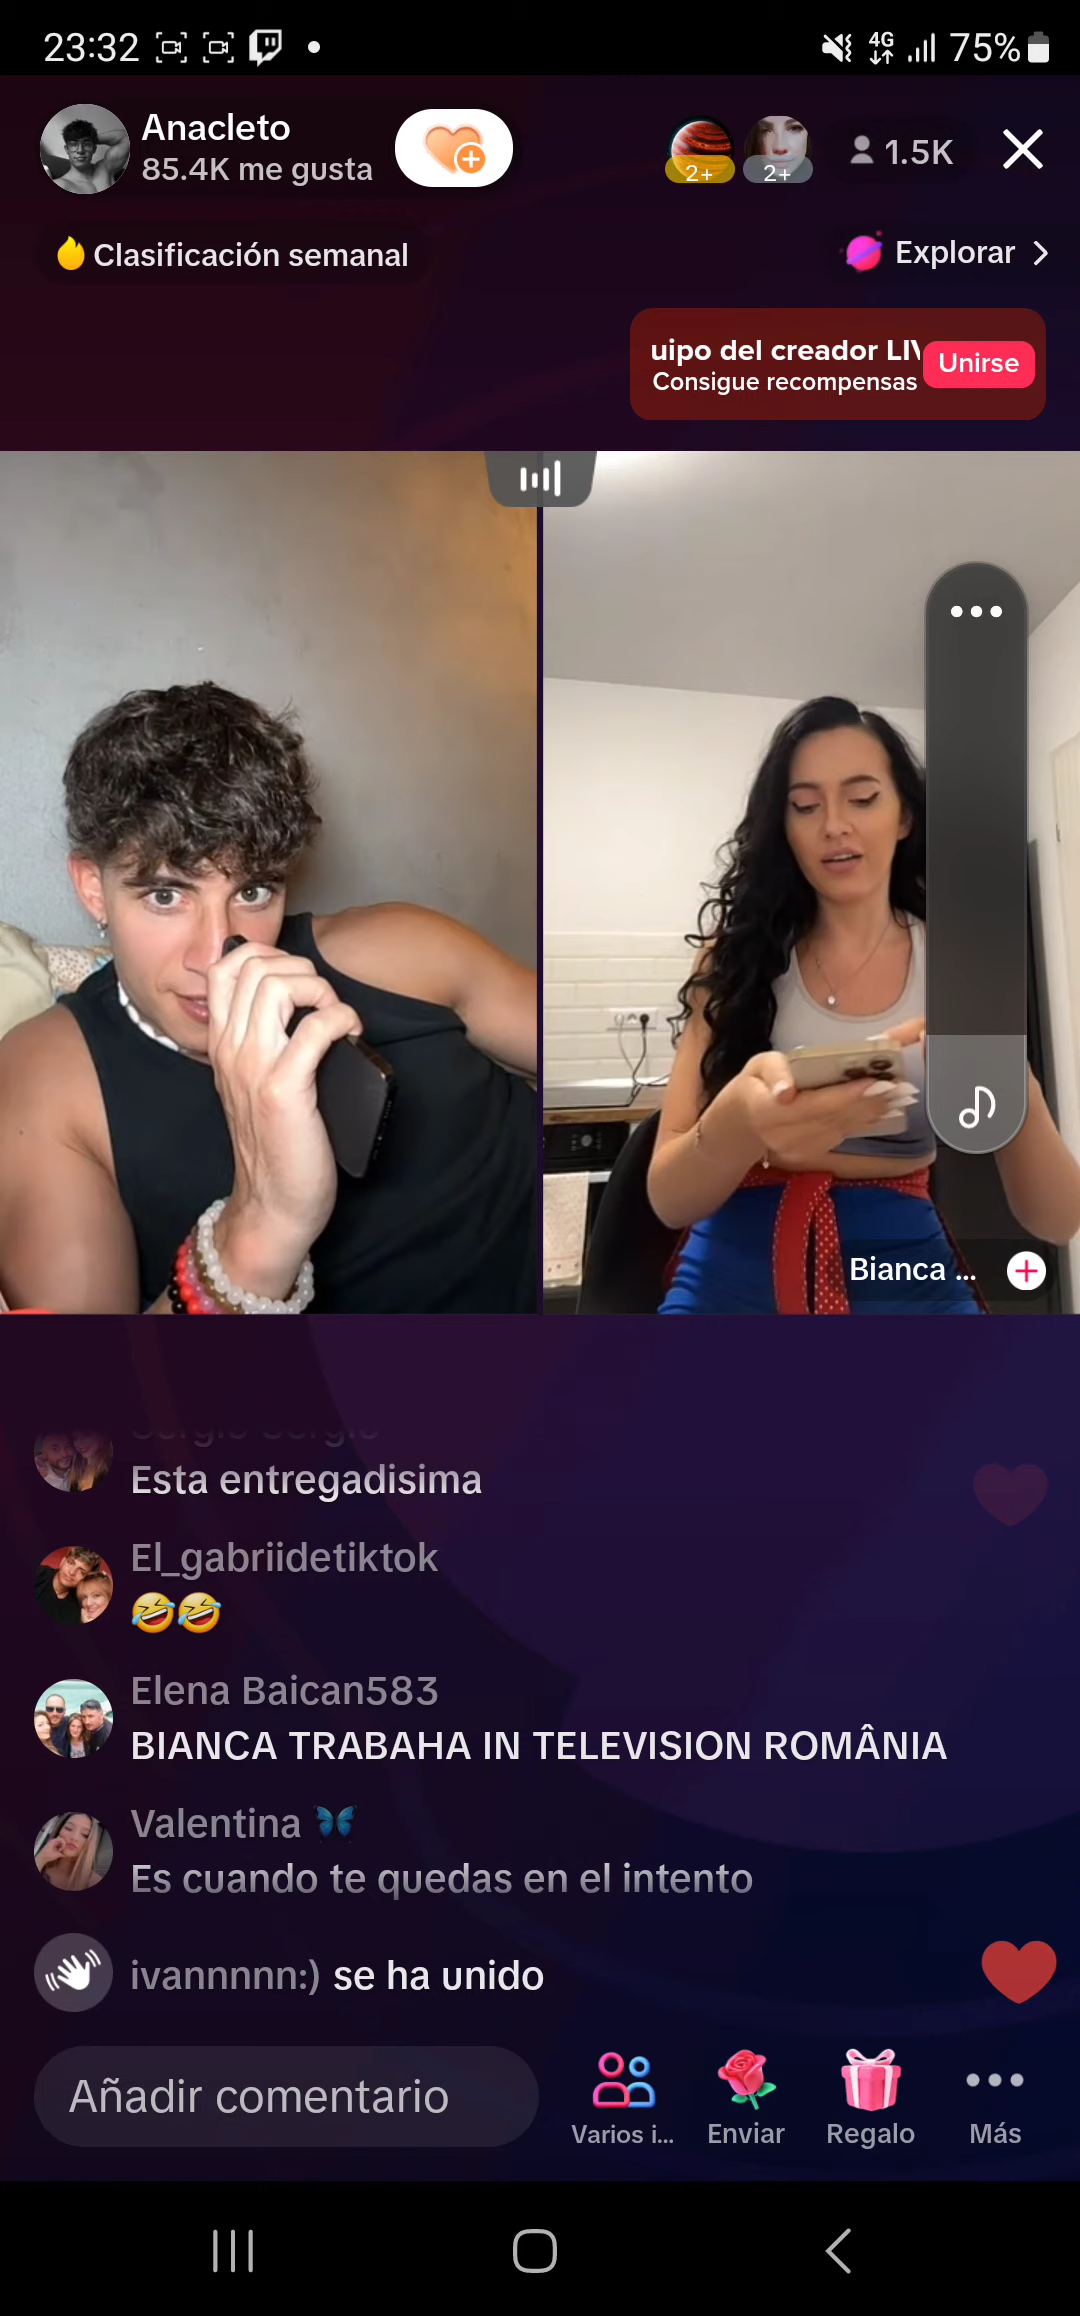 23:32
4G
75%
Anacleto
85.4K me gusta
2+
2+
1.5K
Clasificación semanal
Explorar
uipo del creador LIV
Consigue recompensas
Unirse
Bianca ...
Sergio Sergio
Esta entregadisima
El_gabriidetiktok
🤣🤣
Elena Baican583
BIANCA TRABAHA IN TELEVISION ROMÂNIA
Valentina 🦋
Es cuando te quedas en el intento
ivannnnn:) se ha unido
Añadir comentario
Varios i...
Enviar
Regalo
Más